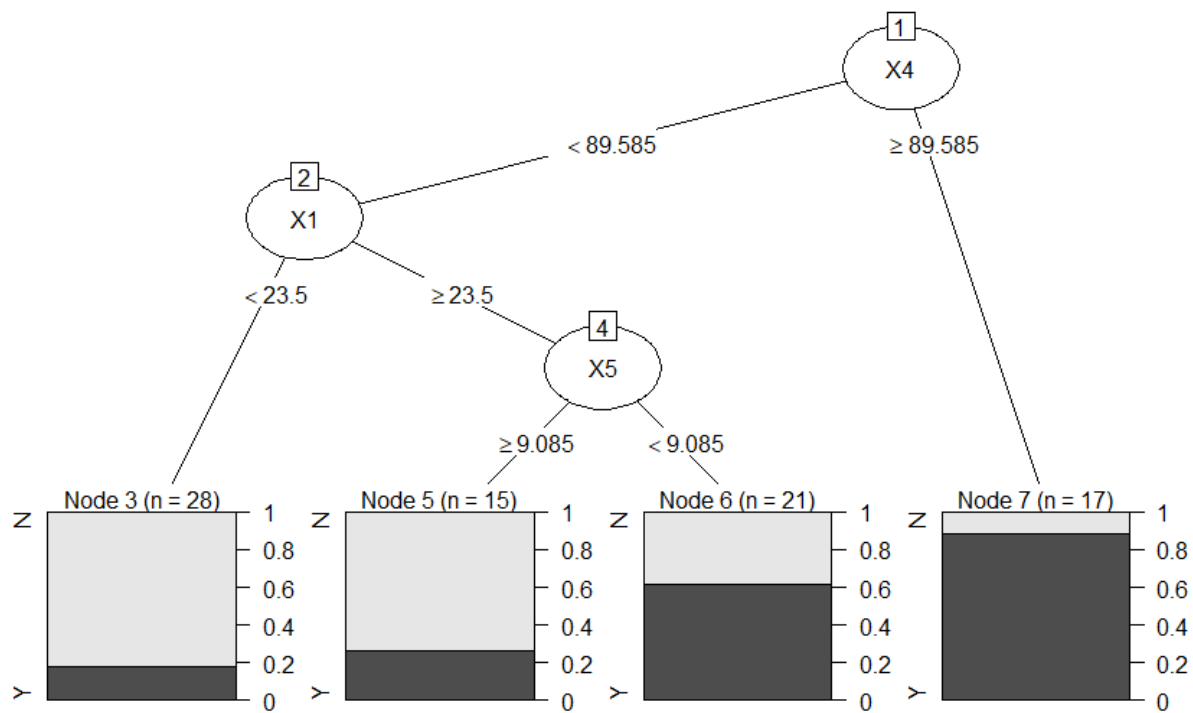 1
X4
< 89.585
≥ 89.585
2
X1
< 23.5
≥ 23.5
4
X5
≥ 9.085
< 9.085
Node 3 (n = 28)
N
Y
1
0.8
0.6
0.4
0.2
0
Node 5 (n = 15)
N
Y
1
0.8
0.6
0.4
0.2
0
Node 6 (n = 21)
N
Y
1
0.8
0.6
0.4
0.2
0
Node 7 (n = 17)
N
Y
1
0.8
0.6
0.4
0.2
0